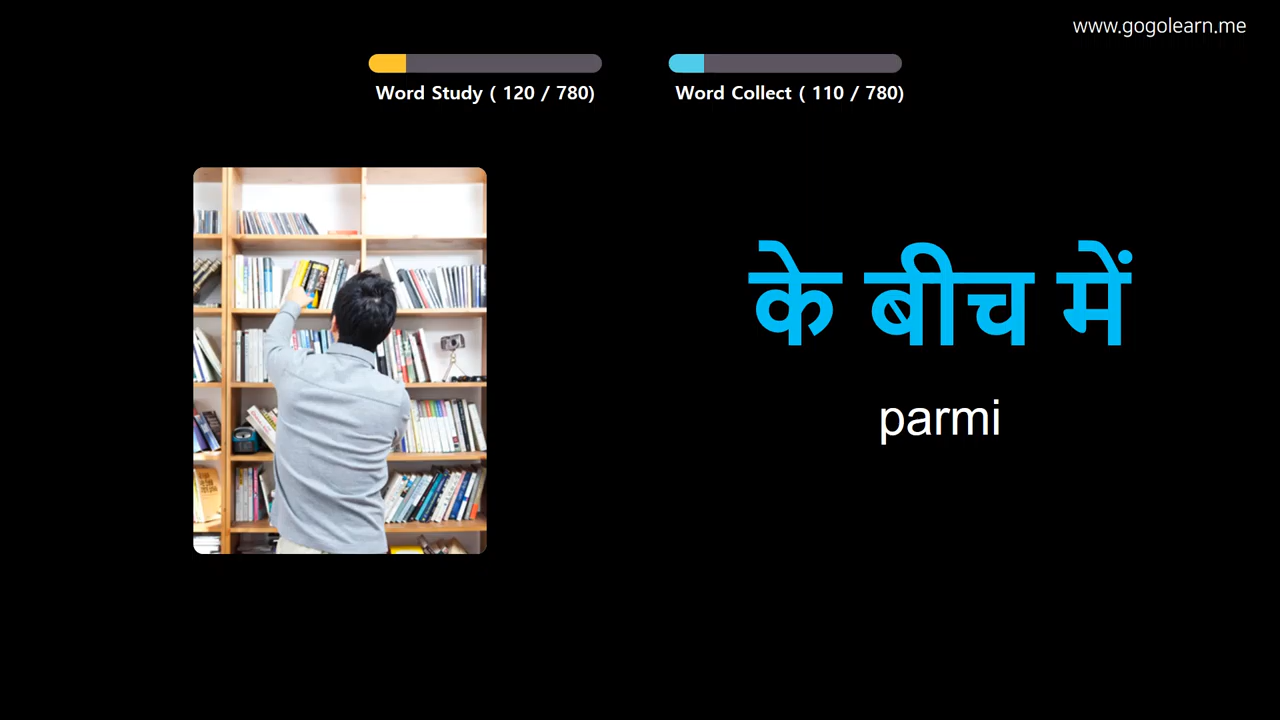 www.gogolearn.me
Word Study ( 120 / 780)
Word Collect ( 110 / 780)
के बीच में
parmi